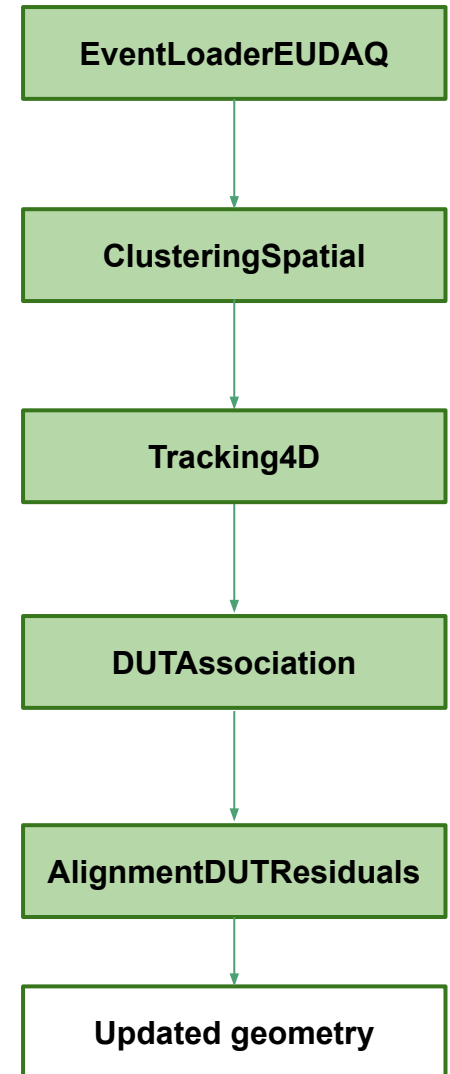 EventLoaderEUDAQ
ClusteringSpatial
Tracking4D
DUTAssociation
AlignmentDUTResiduals
Updated geometry